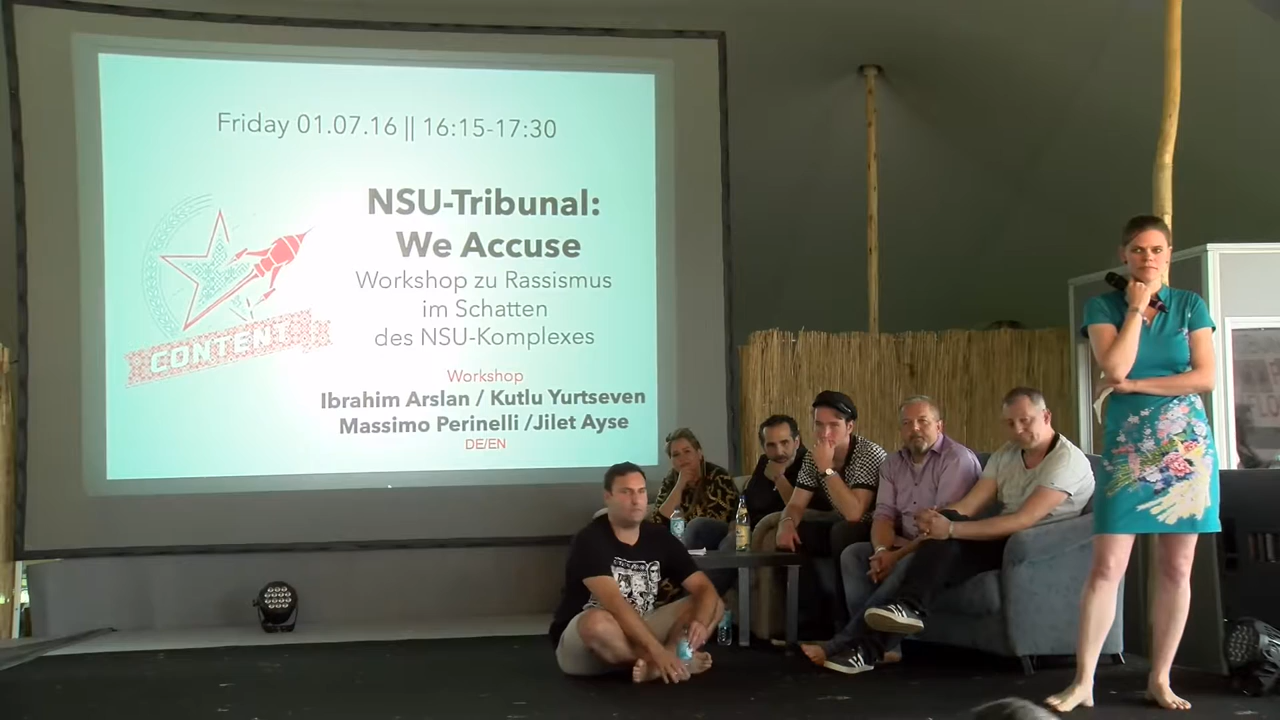 Friday 01.07.16 || 16:15-17:30
NSU-Tribunal:
We Accuse
Workshop zu Rassismus
im Schatten
des NSU-Komplexes
CONTENT
Workshop
Ibrahim Arslan / Kutlu Yurtseven
Massimo Perinelli /Jilet Ayse
DE/EN